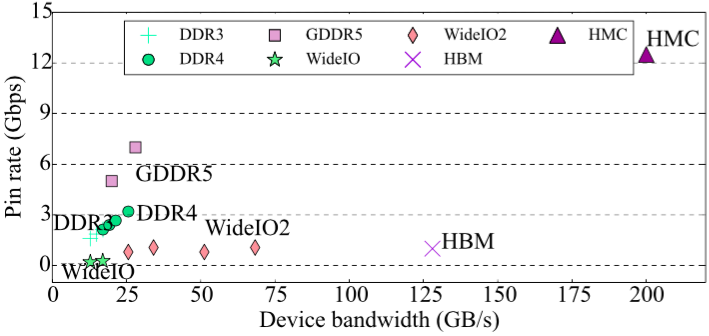 15
12
9
6
3
0
Pin rate (Gbps)
DDR3 GDDR5 WideIO2 HMC
DDR4 WideIO HBM
HMC
GDDR5
DDR3
DDR4
WideIO2
HBM
WideIO
0 25 50 75 100 125 150 175 200
Device bandwidth (GB/s)